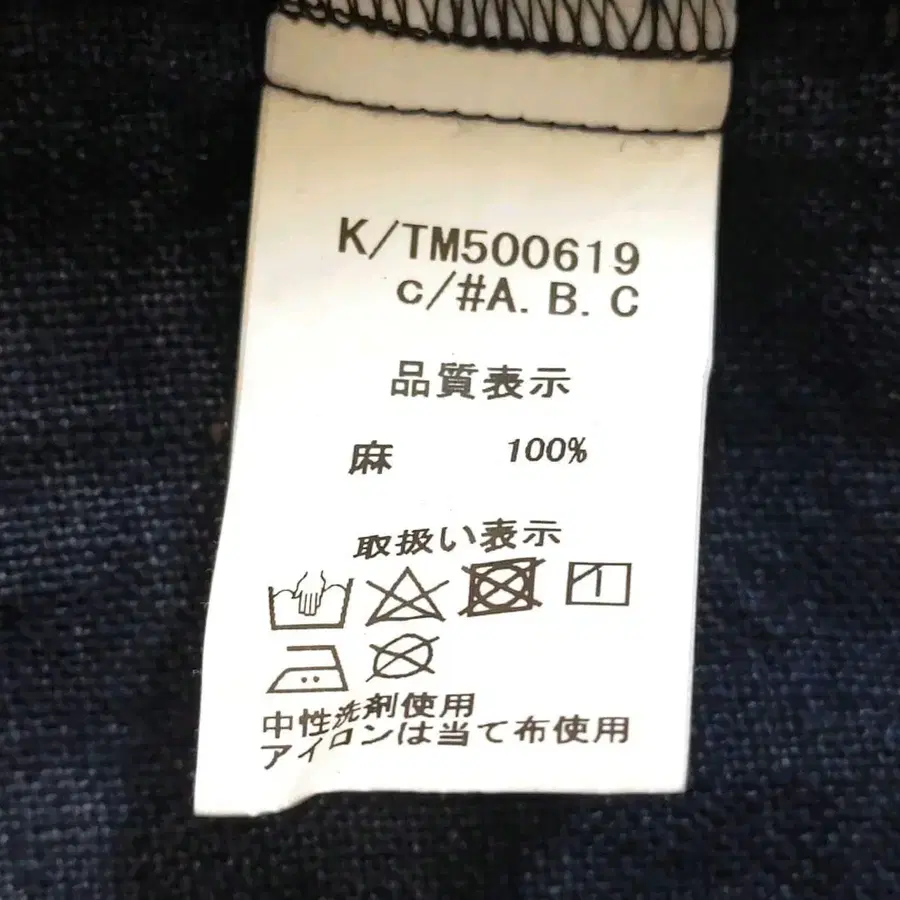 K/TM500619
c/#A.B.C
品質表示
麻 100%
取扱い表示
中性洗剤使用
アイロンは当て布使用